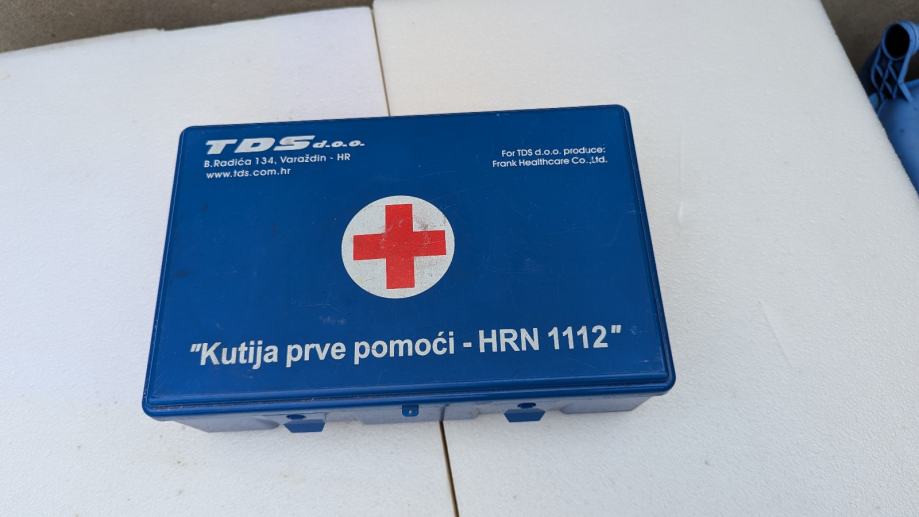 TDS d.o.o.
B.Radića 134, Varaždin - HR
www.tds.com.hr
For TDS d.o.o. produce:
Frank Healthcare Co.,Ltd.
"Kutija prve pomoći - HRN 1112"